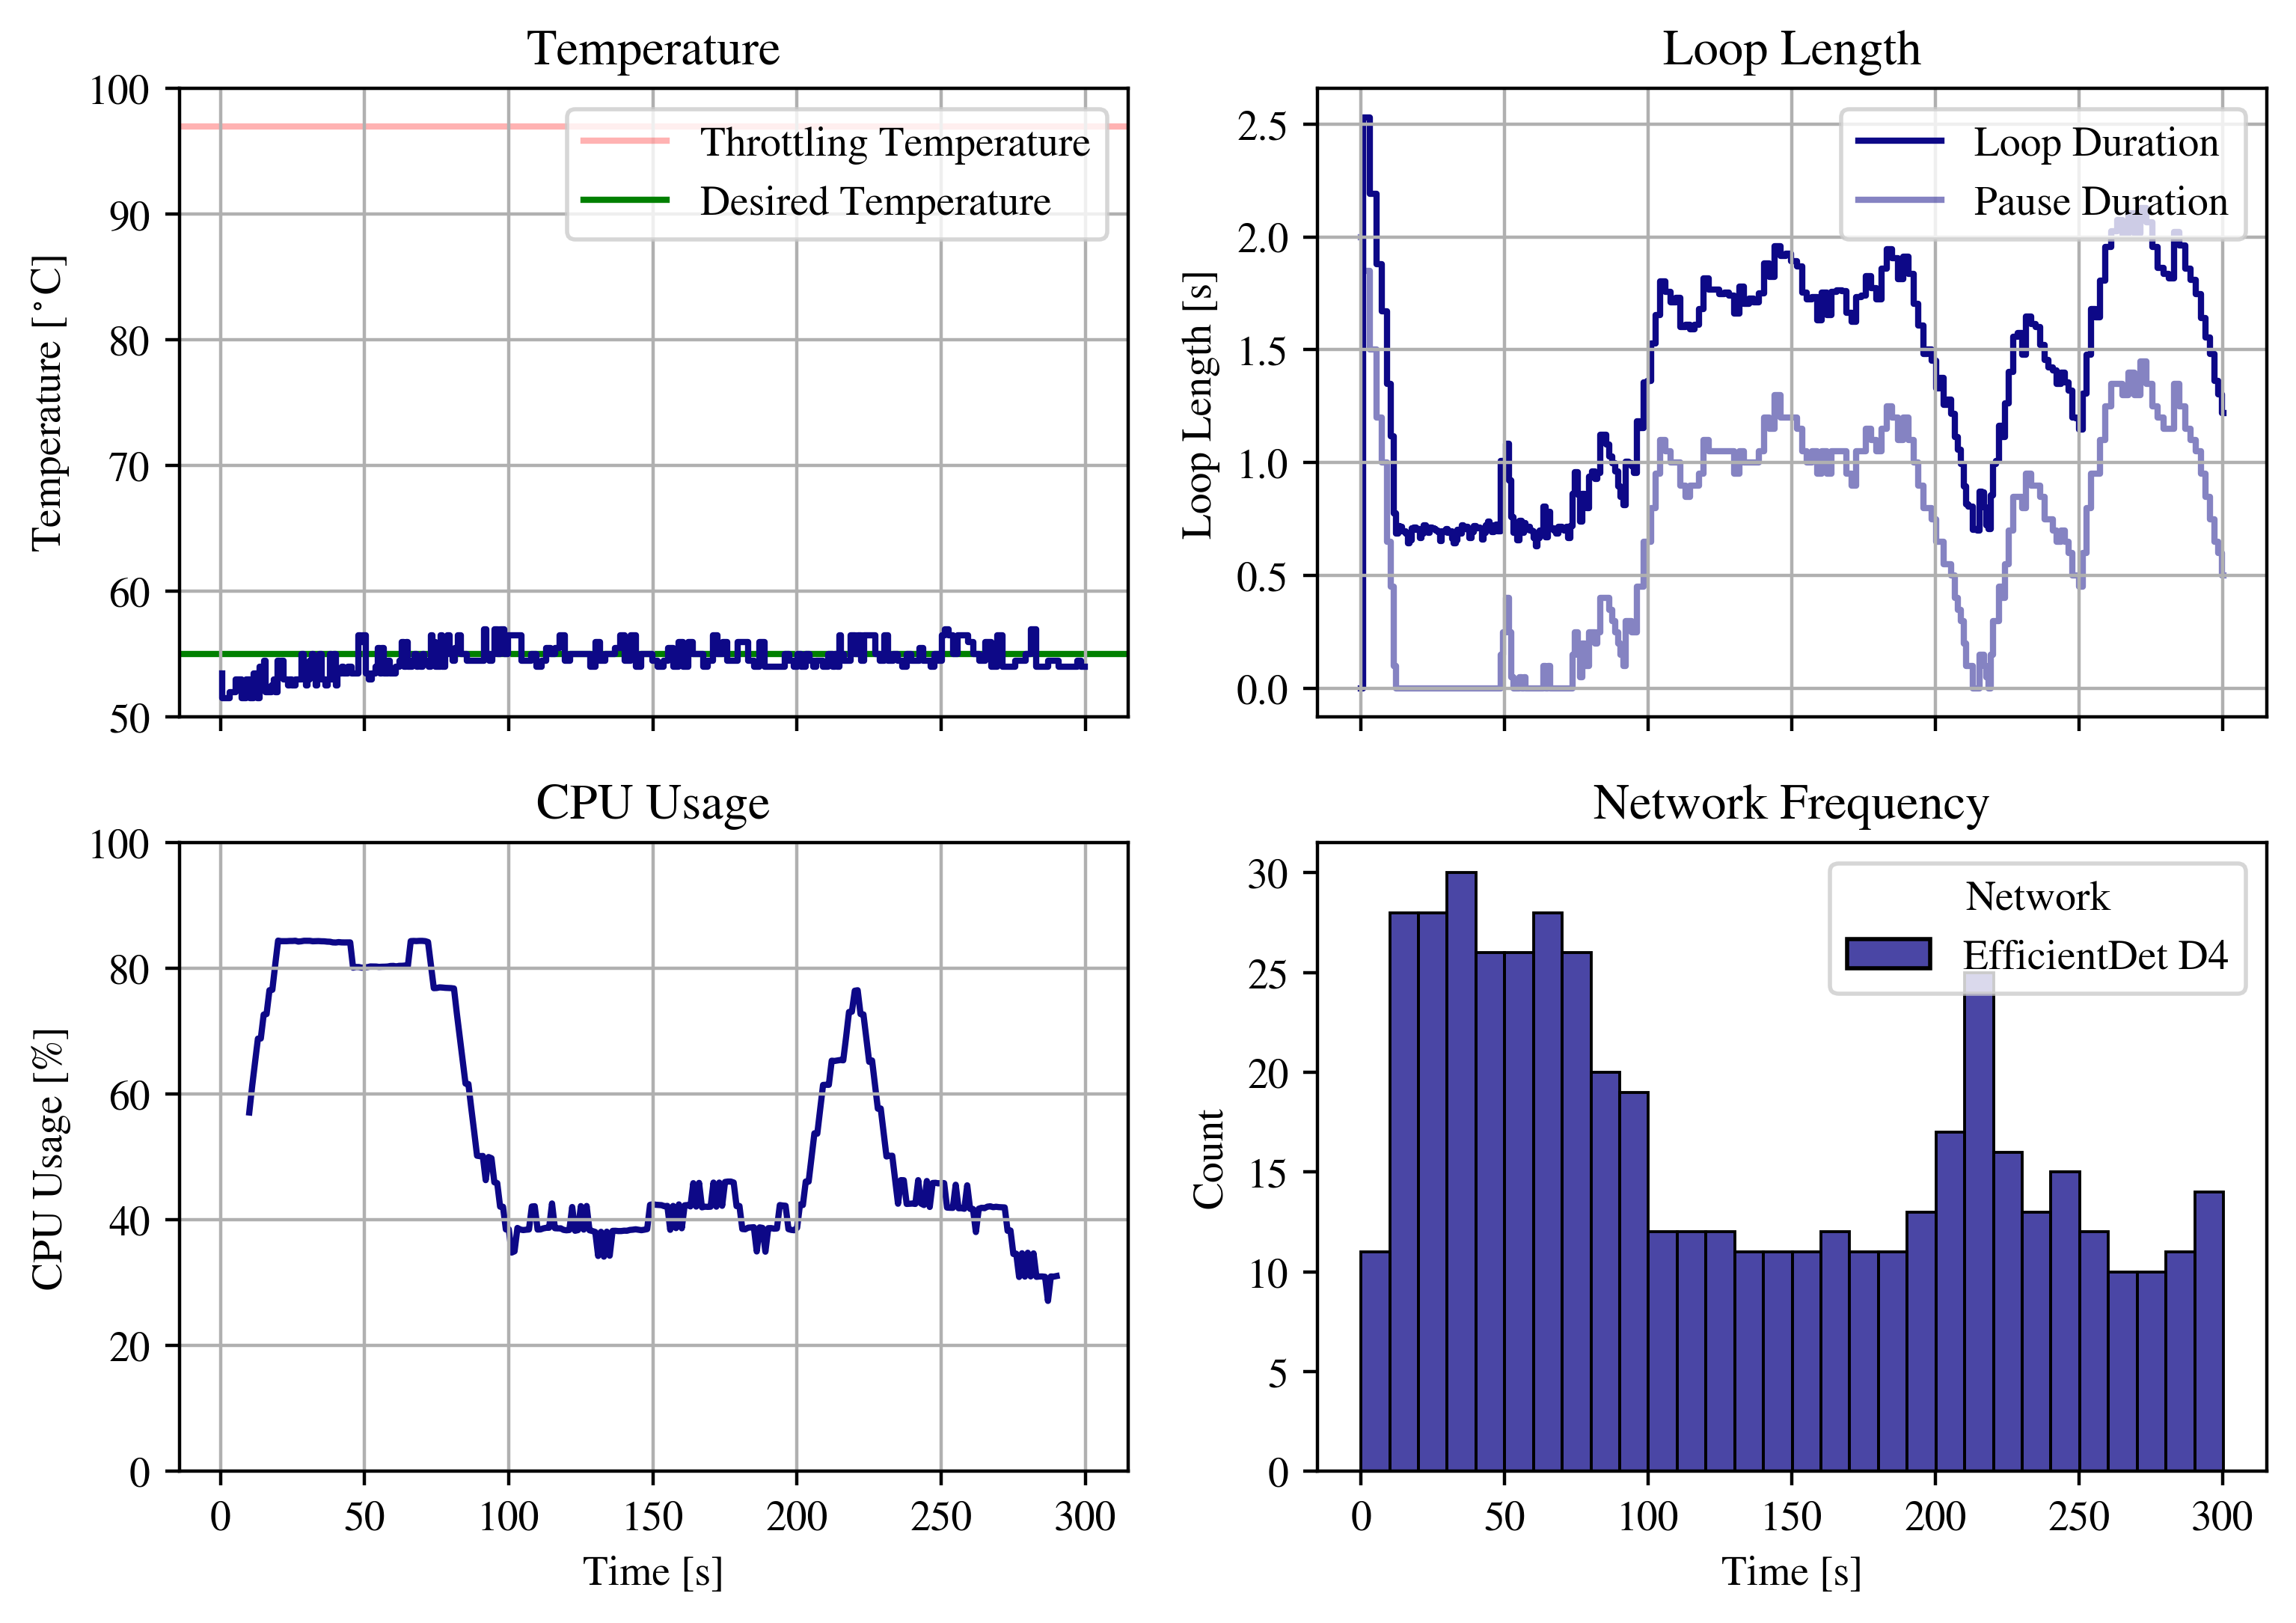 Temperature
100
90
80
70
60
50
Temperature [°C]
Throttling Temperature
Desired Temperature
Loop Length
2.5
2.0
1.5
1.0
0.5
0.0
Loop Length [s]
Loop Duration
Pause Duration
CPU Usage
100
80
60
40
20
0
CPU Usage [%]
0 50 100 150 200 250 300
Time [s]
Network Frequency
30
25
20
15
10
5
0
Count
Network
EfficientDet D4
0 50 100 150 200 250 300
Time [s]